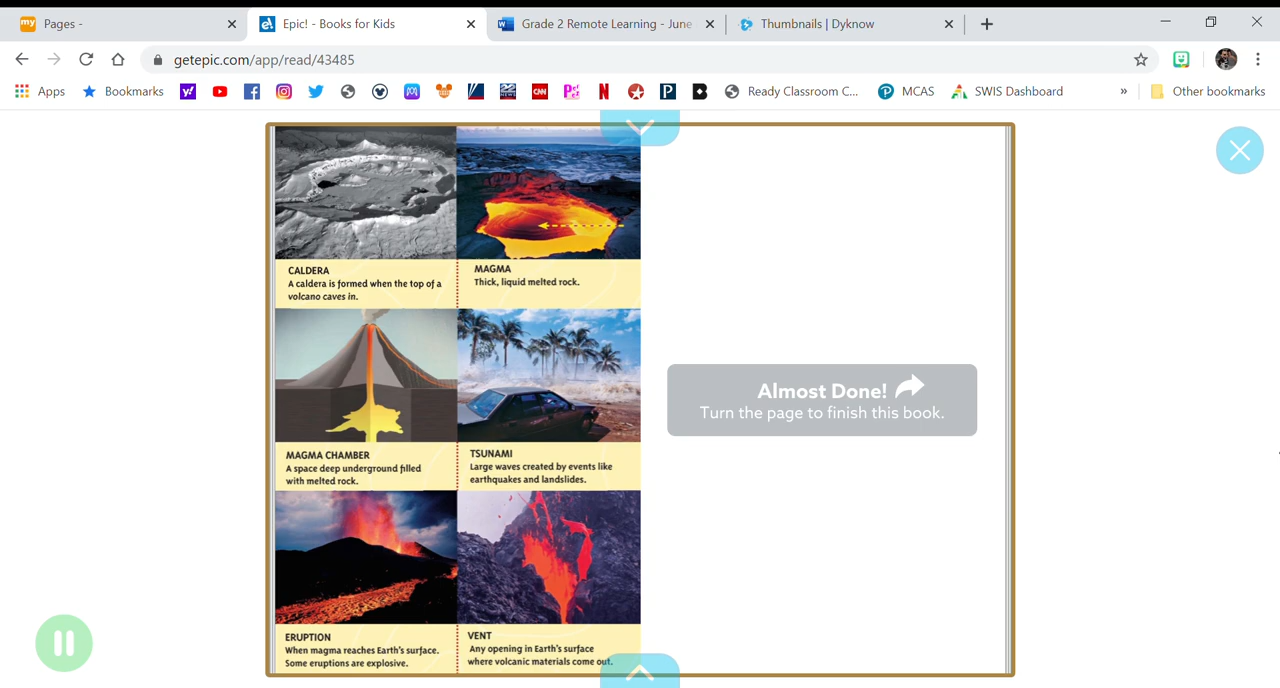 Pages -
Epic! - Books for Kids
Grade 2 Remote Learning - June
Thumbnails | Dyknow
getepic.com/app/read/43485
Apps
Bookmarks
Ready Classroom C...
MCAS
SWIS Dashboard
»
Other bookmarks
CALDERA
A caldera is formed when the top of a
volcano caves in.
MAGMA
Thick, liquid melted rock.
MAGMA CHAMBER
A space deep underground filled
with melted rock.
TSUNAMI
Large waves created by events like
earthquakes and landslides.
ERUPTION
When magma reaches Earth's surface.
Some eruptions are explosive.
VENT
Any opening in Earth's surface
where volcanic materials come out.
Almost Done!
Turn the page to finish this book.